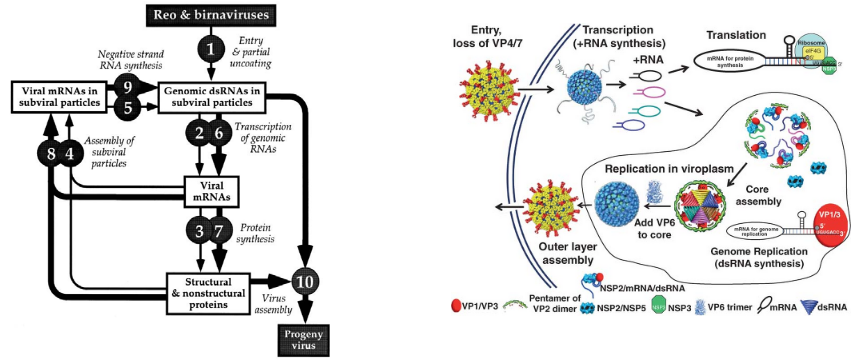 Reo & birnaviruses
1
Entry
& partial
uncoating
Negative strand
RNA synthesis
Viral mRNAs in
subviral particles
9
5
Genomic dsRNAs in
subviral particles
2
6
Transcription
of genomic
RNAs
8
4
Assembly of
subviral
particles
Viral
mRNAs
3
7
Protein
synthesis
Structural
& nonstructural
proteins
10
Virus
assembly
Progeny
virus
Entry,
loss of VP4/7
Transcription
(+RNA synthesis)
+RNA
Translation
mRNA for protein
synthesis
Ribosome
eIF4G
NSP3
3'
Replication in viroplasm
Core
assembly
Add VP6
to core
Outer layer
assembly
mRNA for genome
replication
VP1/3
5'
3'
Genome Replication
(dsRNA synthesis)
VP1/VP3
Pentamer of
VP2 dimer
NSP2/mRNA/dsRNA
NSP2/NSP5
NSP3
VP6 trimer
mRNA
dsRNA